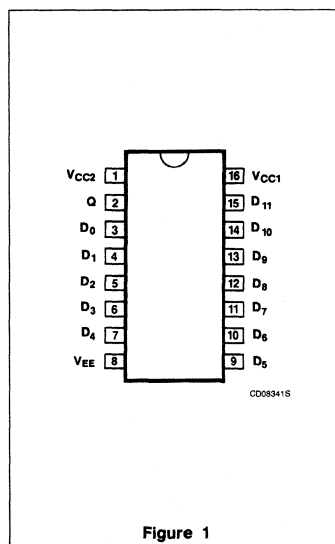 VCC2 1 16 VCC1
Q 2 15 D11
D0 3 14 D10
D1 4 13 D9
D2 5 12 D8
D3 6 11 D7
D4 7 10 D6
VEE 8 9 D5
CD08341S
Figure 1